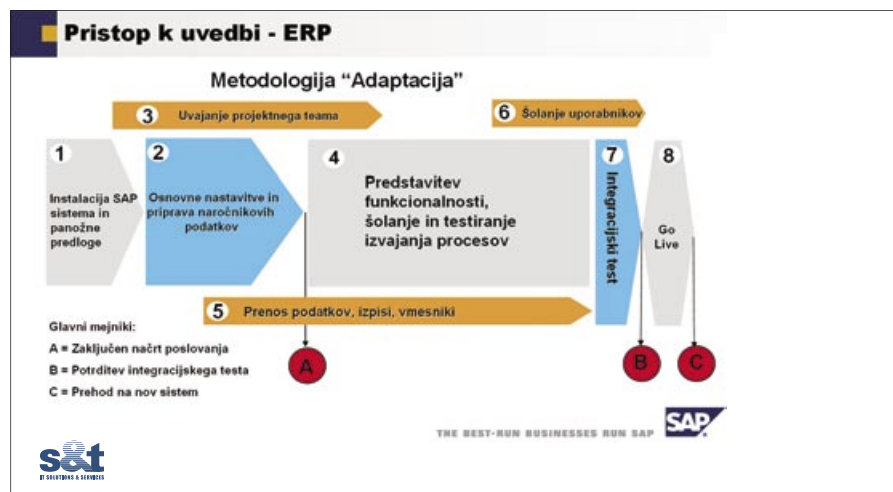 Pristop k uvedbi - ERP
Metodologija “Adaptacija”
3 Uvajanje projektnega teama
6 Šolanje uporabnikov
1
Instalacija SAP
sistema in
panožne
predloge
2
Osnovne nastavitve in
priprava naročnikovih
podatkov
4
Predstavitev
funkcionalnosti,
šolanje in testiranje
izvajanja procesov
7
Integracijski test
8
Go
Live
5 Prenos podatkov, izpisi, vmesniki
Glavni mejniki:
A = Zaključen načrt poslovanja
B = Potrditev integracijskega testa
C = Prehod na nov sistem
A
B
C
THE BEST-RUN BUSINESSES RUN SAP
SAP
s&t
IT SOLUTIONS & SERVICES